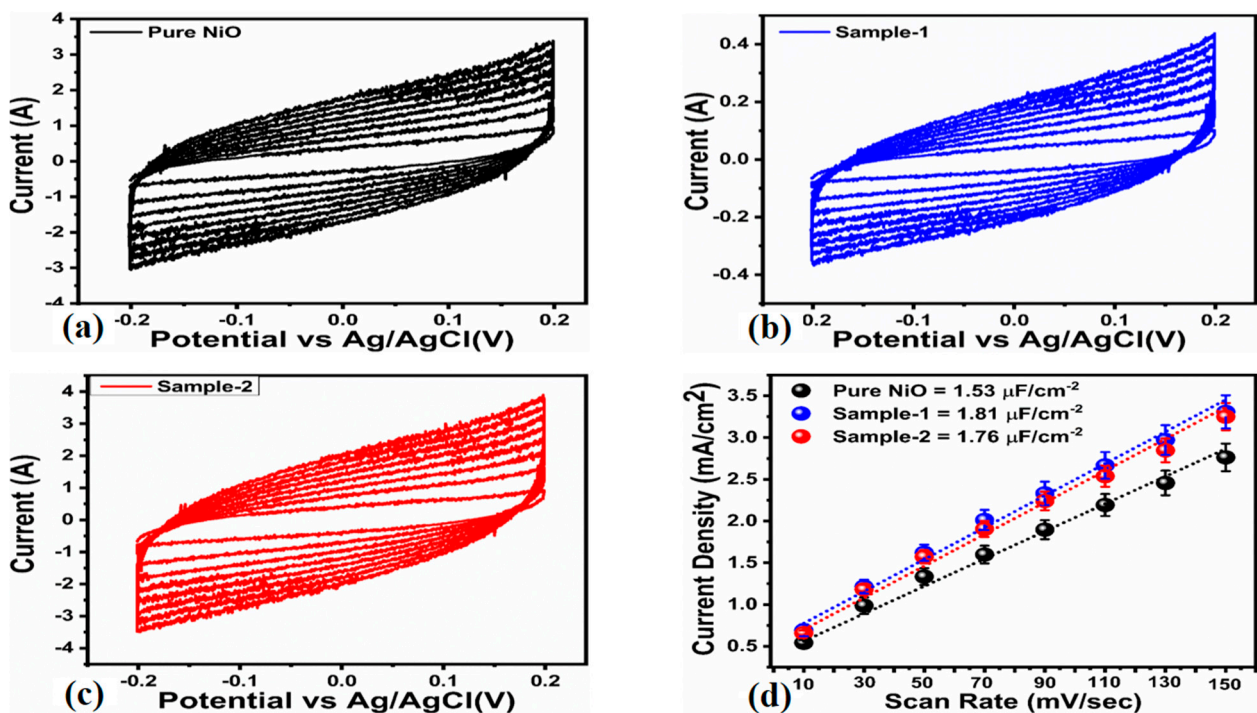 Pure NiO
Current (A)
4
3
2
1
0
-1
-2
-3
-4
-0.2
-0.1
0.0
0.1
0.2
(a)
Potential vs Ag/AgCl(V)
Sample-1
Current (A)
0.4
0.2
0.0
-0.2
-0.4
0.2
-0.1
0.0
0.1
0.2
(b)
Potential vs Ag/AgCl(V)
Sample-2
Current (A)
4
3
2
1
0
-1
-2
-3
-4
-0.2
-0.1
0.0
0.1
0.2
(c)
Potential vs Ag/AgCl(V)
Pure NiO = 1.53 μF/cm⁻²
Sample-1 = 1.81 μF/cm⁻²
Sample-2 = 1.76 μF/cm⁻²
Current Density (mA/cm²)
3.5
3.0
2.5
2.0
1.5
1.0
0.5
10
30
50
70
90
110
130
150
(d)
Scan Rate (mV/sec)